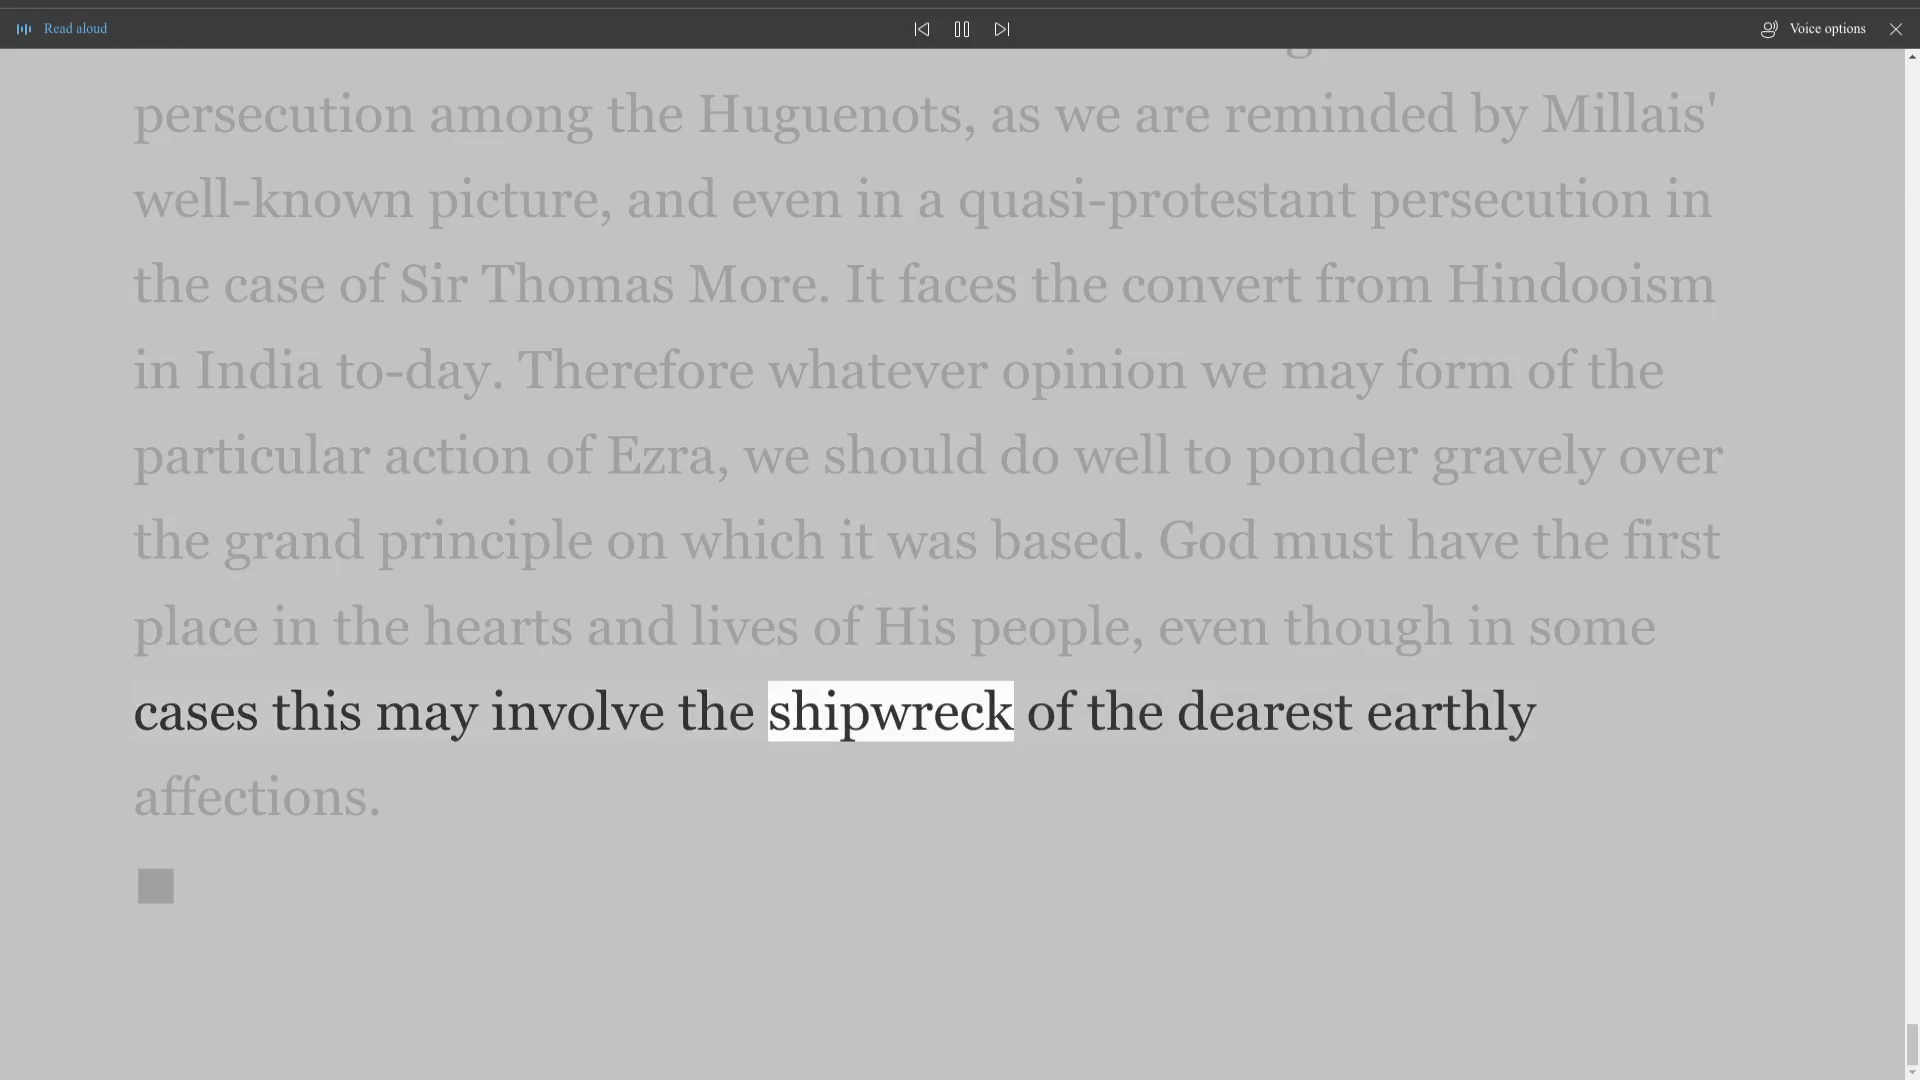 Read aloud
Voice options
persecution among the Huguenots, as we are reminded by Millais'
well-known picture, and even in a quasi-protestant persecution in
the case of Sir Thomas More. It faces the convert from Hindooism
in India to-day. Therefore whatever opinion we may form of the
particular action of Ezra, we should do well to ponder gravely over
the grand principle on which it was based. God must have the first
place in the hearts and lives of His people, even though in some
cases this may involve the shipwreck of the dearest earthly
affections.